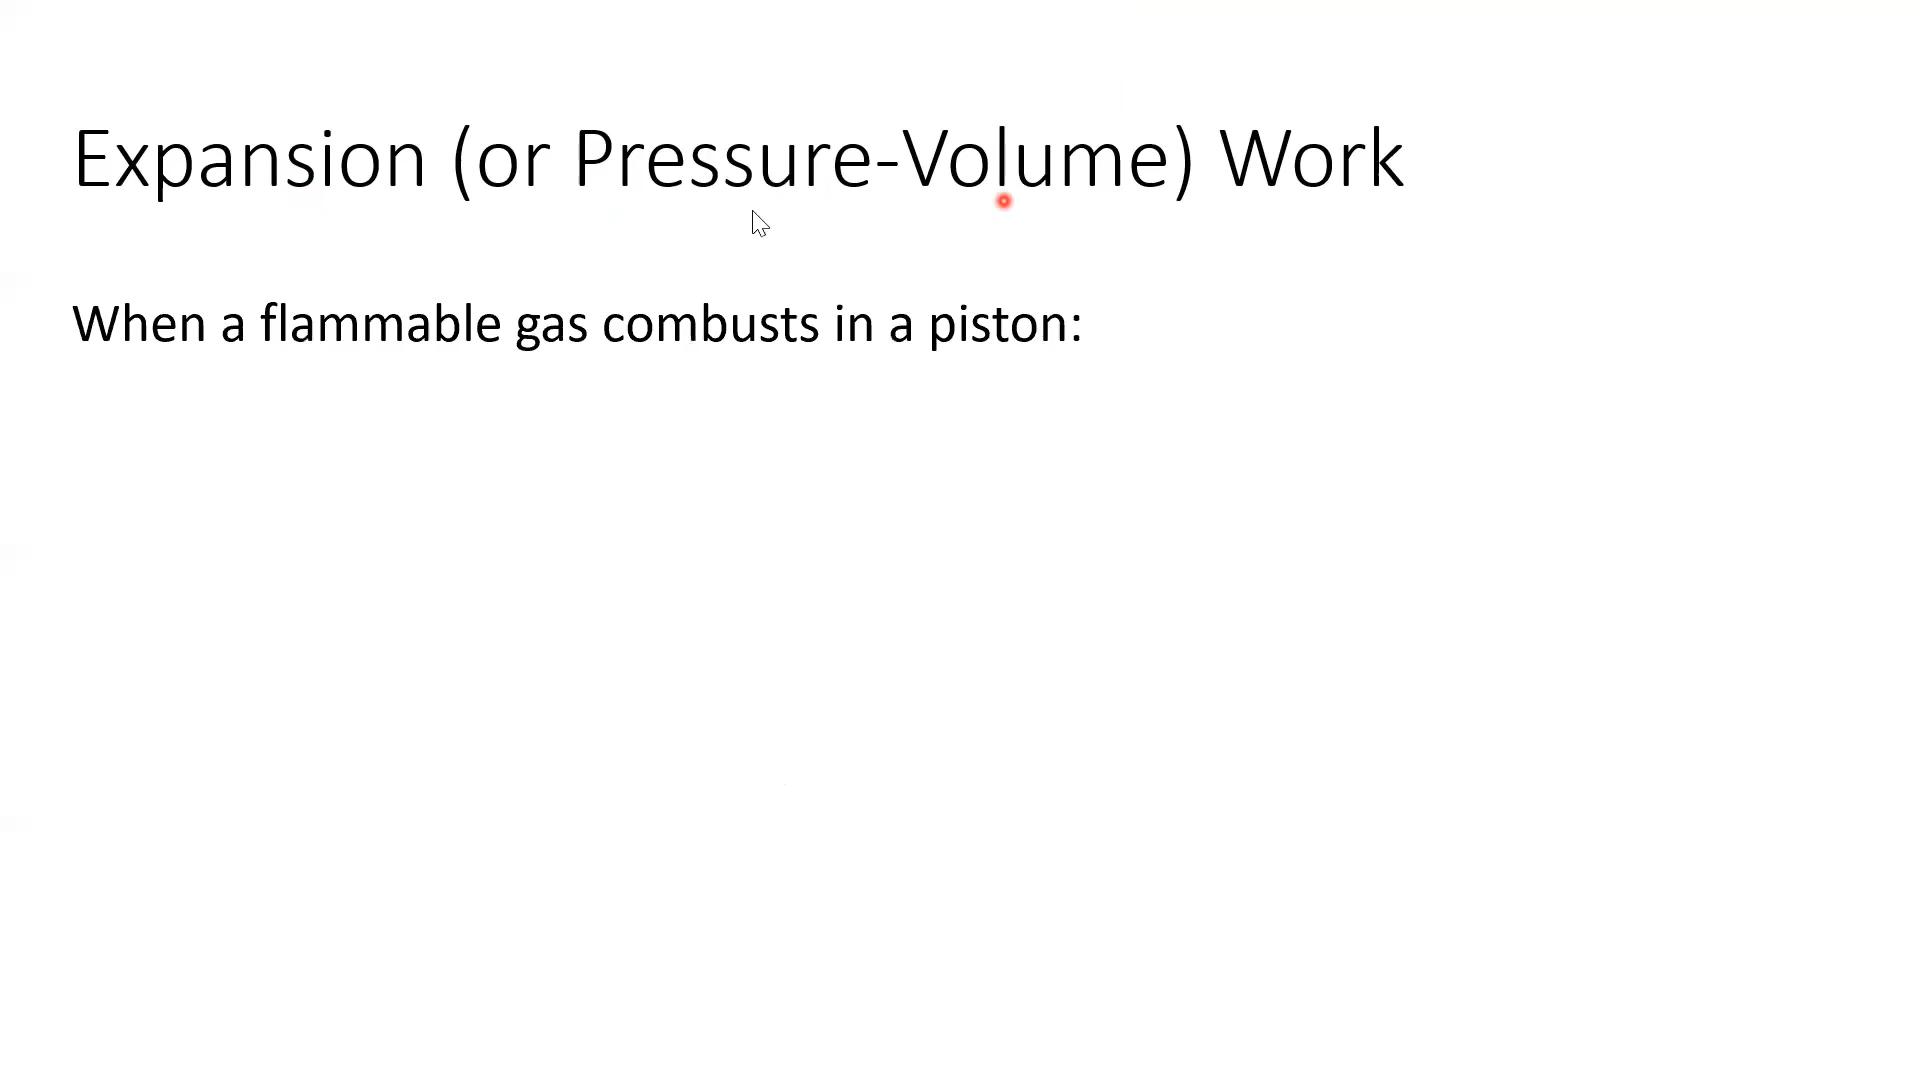 Expansion (or Pressure-Volume) Work
When a flammable gas combusts in a piston: